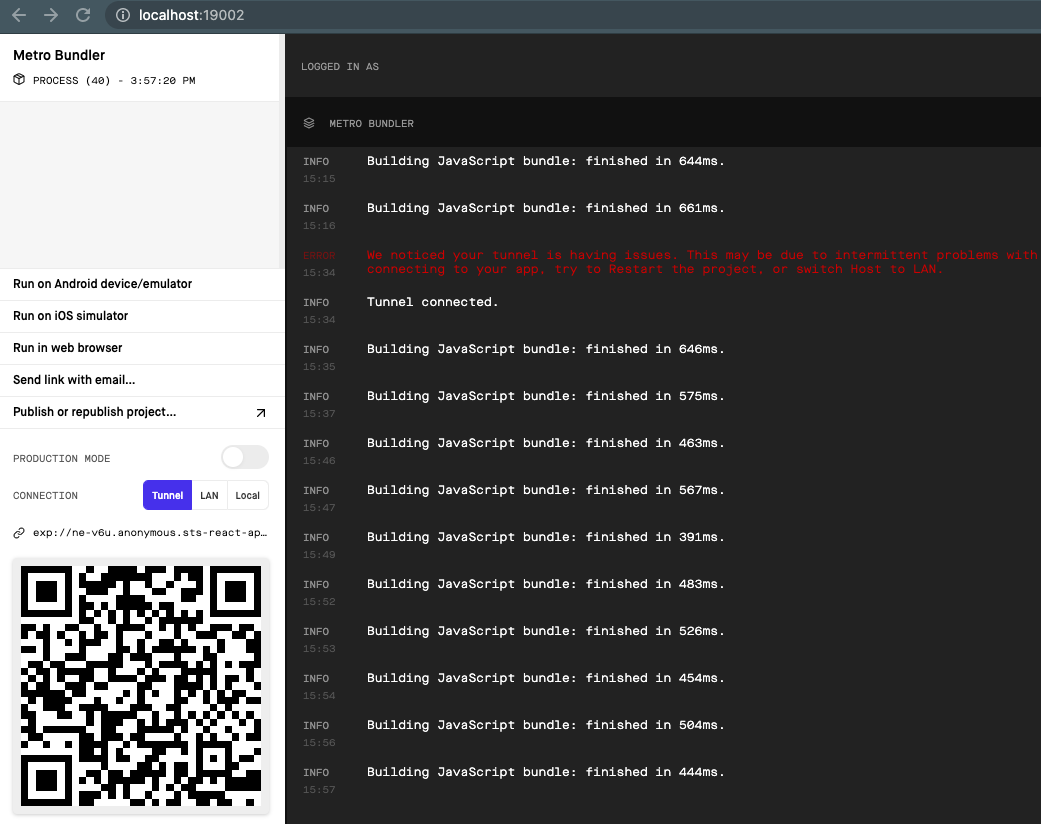 localhost:19002
Metro Bundler
PROCESS (40) - 3:57:20 PM
Run on Android device/emulator
Run on iOS simulator
Run in web browser
Send link with email...
Publish or republish project...
PRODUCTION MODE
CONNECTION
Tunnel LAN Local
exp://ne-v6u.anonymous.sts-react-ap…
LOGGED IN AS
METRO BUNDLER
INFO Building JavaScript bundle: finished in 644ms.
15:15
INFO Building JavaScript bundle: finished in 661ms.
15:16
ERROR We noticed your tunnel is having issues. This may be due to intermittent problems with
15:34 connecting to your app, try to Restart the project, or switch Host to LAN.
INFO Tunnel connected.
15:34
INFO Building JavaScript bundle: finished in 646ms.
15:35
INFO Building JavaScript bundle: finished in 575ms.
15:37
INFO Building JavaScript bundle: finished in 463ms.
15:46
INFO Building JavaScript bundle: finished in 567ms.
15:47
INFO Building JavaScript bundle: finished in 391ms.
15:49
INFO Building JavaScript bundle: finished in 483ms.
15:52
INFO Building JavaScript bundle: finished in 526ms.
15:53
INFO Building JavaScript bundle: finished in 454ms.
15:54
INFO Building JavaScript bundle: finished in 504ms.
15:56
INFO Building JavaScript bundle: finished in 444ms.
15:57